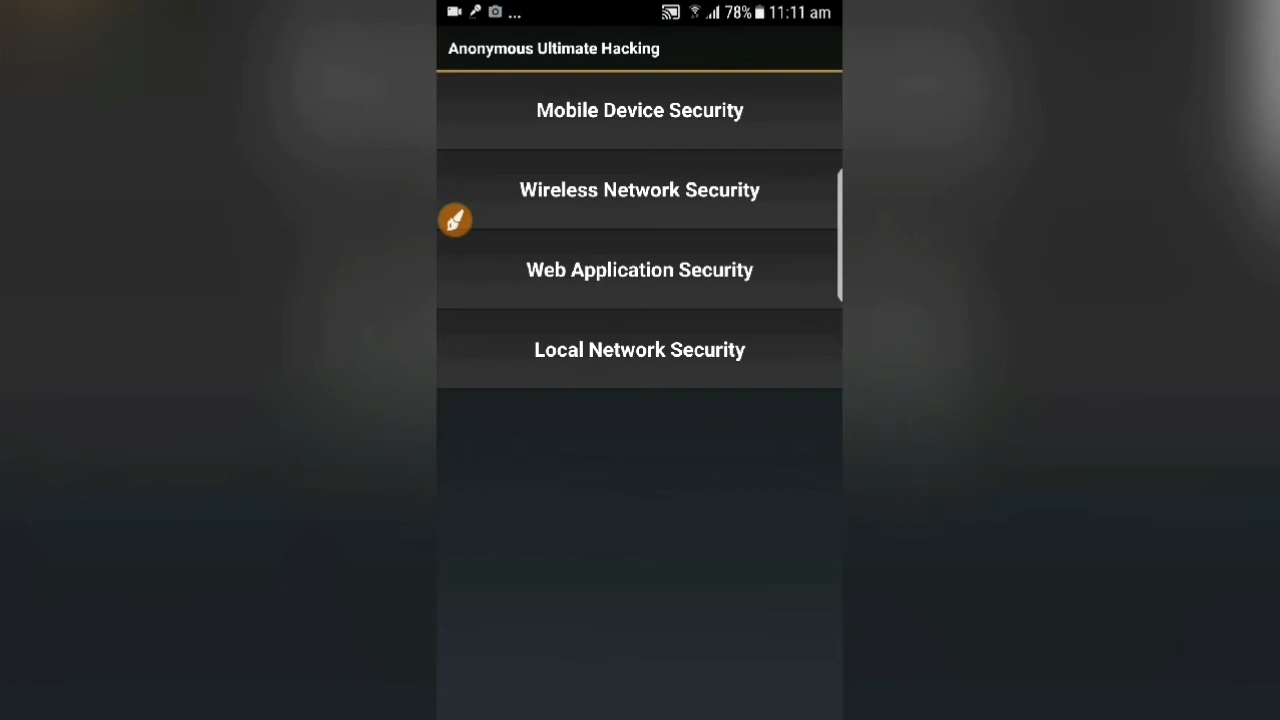 ... 78% 11:11 am
Anonymous Ultimate Hacking
Mobile Device Security
Wireless Network Security
Web Application Security
Local Network Security